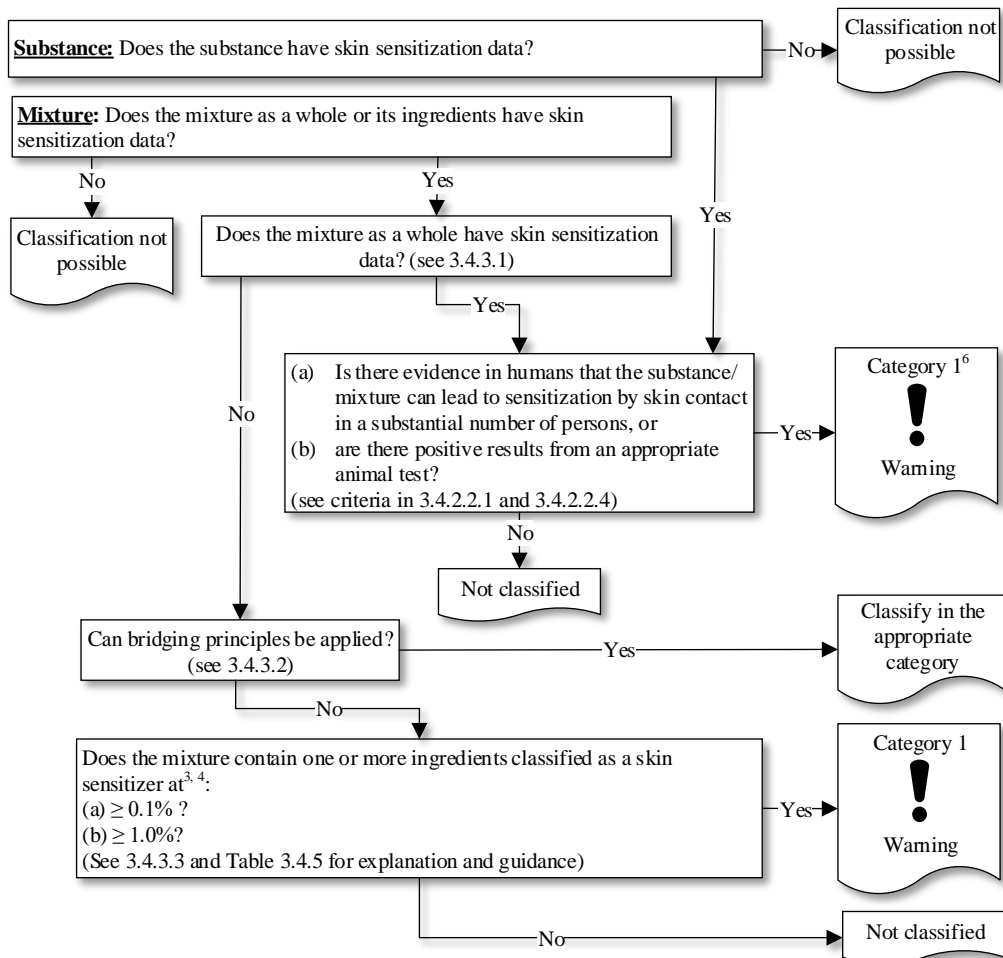 Substance: Does the substance have skin sensitization data?
No
Classification not
possible
Mixture: Does the mixture as a whole or its ingredients have skin
sensitization data?
No
Yes
Yes
Classification not
possible
Does the mixture as a whole have skin sensitization
data? (see 3.4.3.1)
Yes
No
(a) Is there evidence in humans that the substance/
mixture can lead to sensitization by skin contact
in a substantial number of persons, or
(b) are there positive results from an appropriate
animal test?
(see criteria in 3.4.2.2.1 and 3.4.2.2.4)
Yes
Category 1⁶
!
Warning
No
Not classified
Can bridging principles be applied?
(see 3.4.3.2)
Yes
Classify in the
appropriate
category
No
Does the mixture contain one or more ingredients classified as a skin
sensitizer at³, ⁴:
(a) ≥ 0.1% ?
(b) ≥ 1.0%?
(See 3.4.3.3 and Table 3.4.5 for explanation and guidance)
Yes
Category 1
!
Warning
No
Not classified